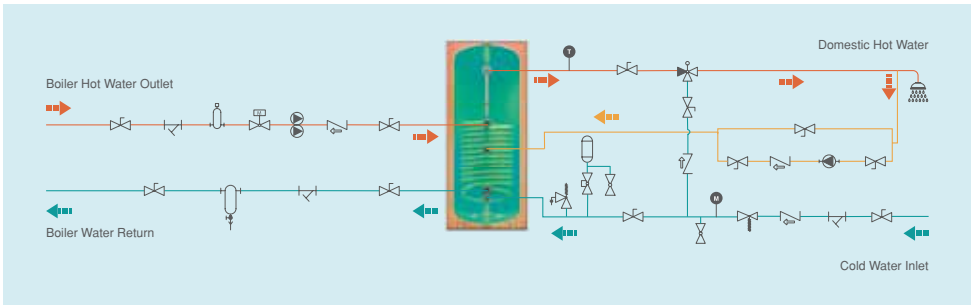 Domestic Hot Water
T
Boiler Hot Water Outlet
M
Boiler Water Return
Cold Water Inlet